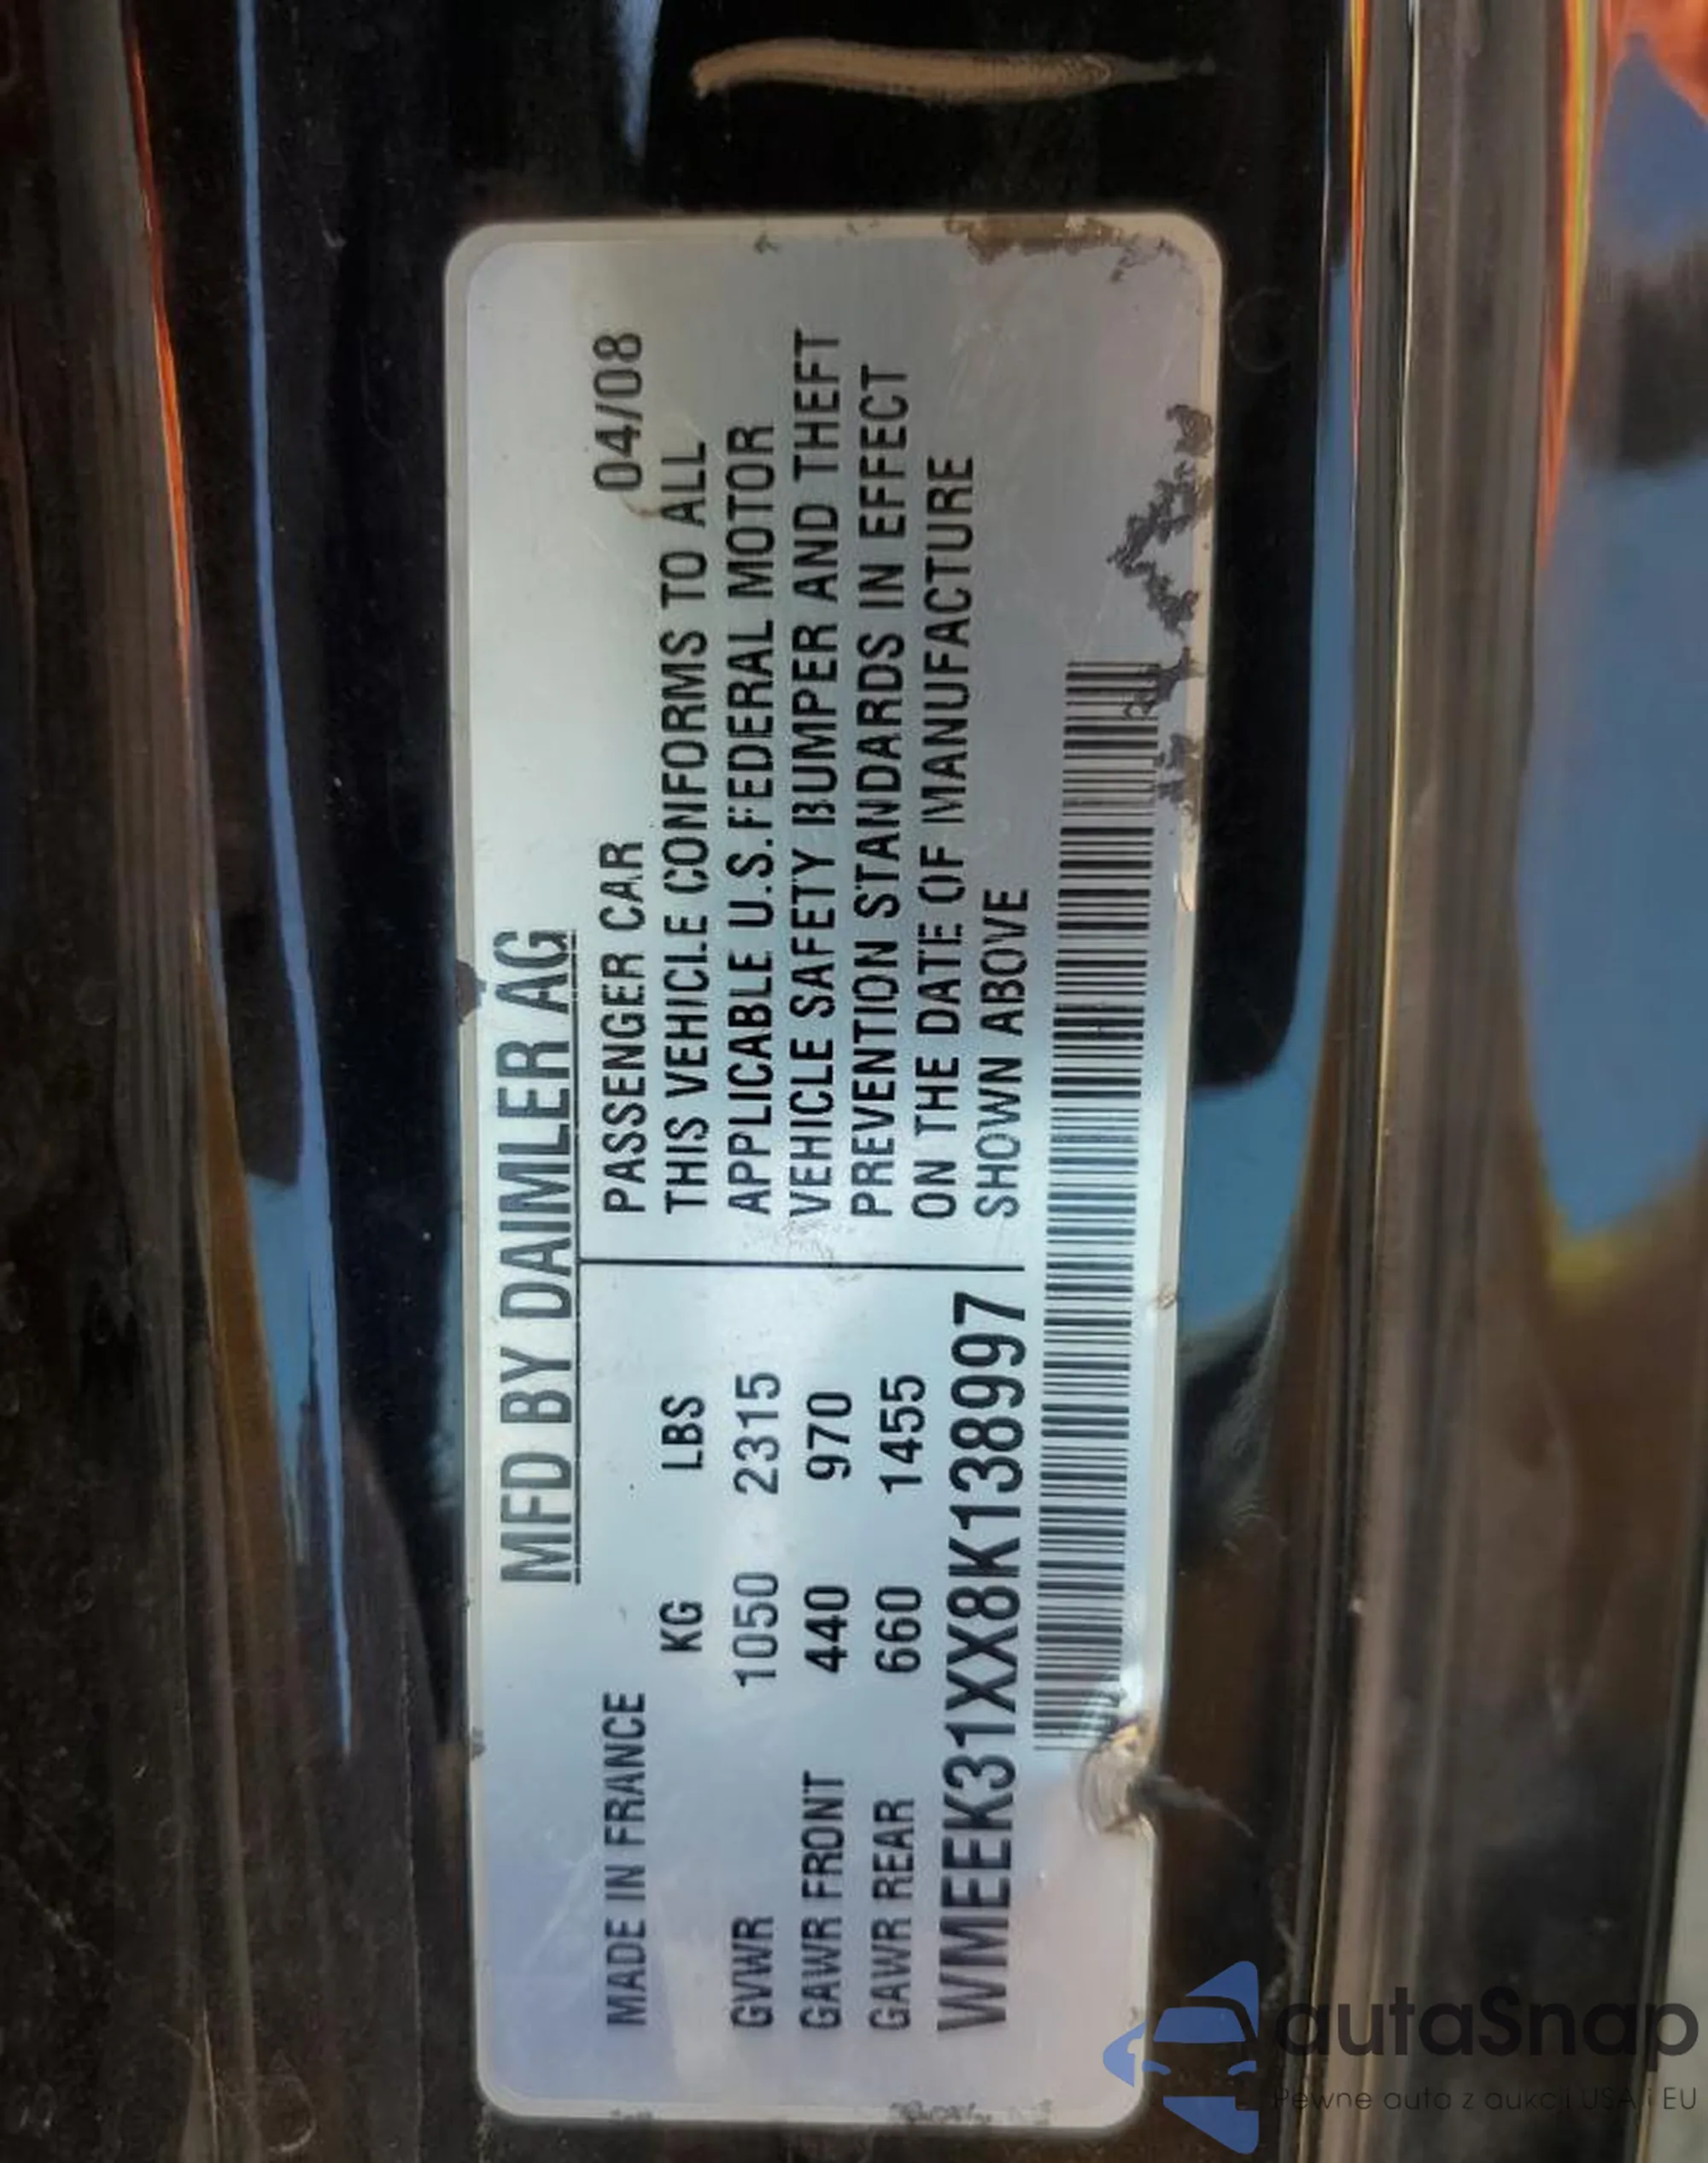 MFD BY DAIMLER AG
MADE IN FRANCE
KG LBS
GVWR 1050 2315
GAWR FRONT 440 970
GAWR REAR 660 1455
PASSENGER CAR 04/08
THIS VEHICLE CONFORMS TO ALL
APPLICABLE U.S. FEDERAL MOTOR
VEHICLE SAFETY BUMPER AND THEFT
PREVENTION STANDARDS IN EFFECT
ON THE DATE OF MANUFACTURE
SHOWN ABOVE
WMEEK31XX8K138997
autaSnap
Pewne auta z aukcji USA i EU